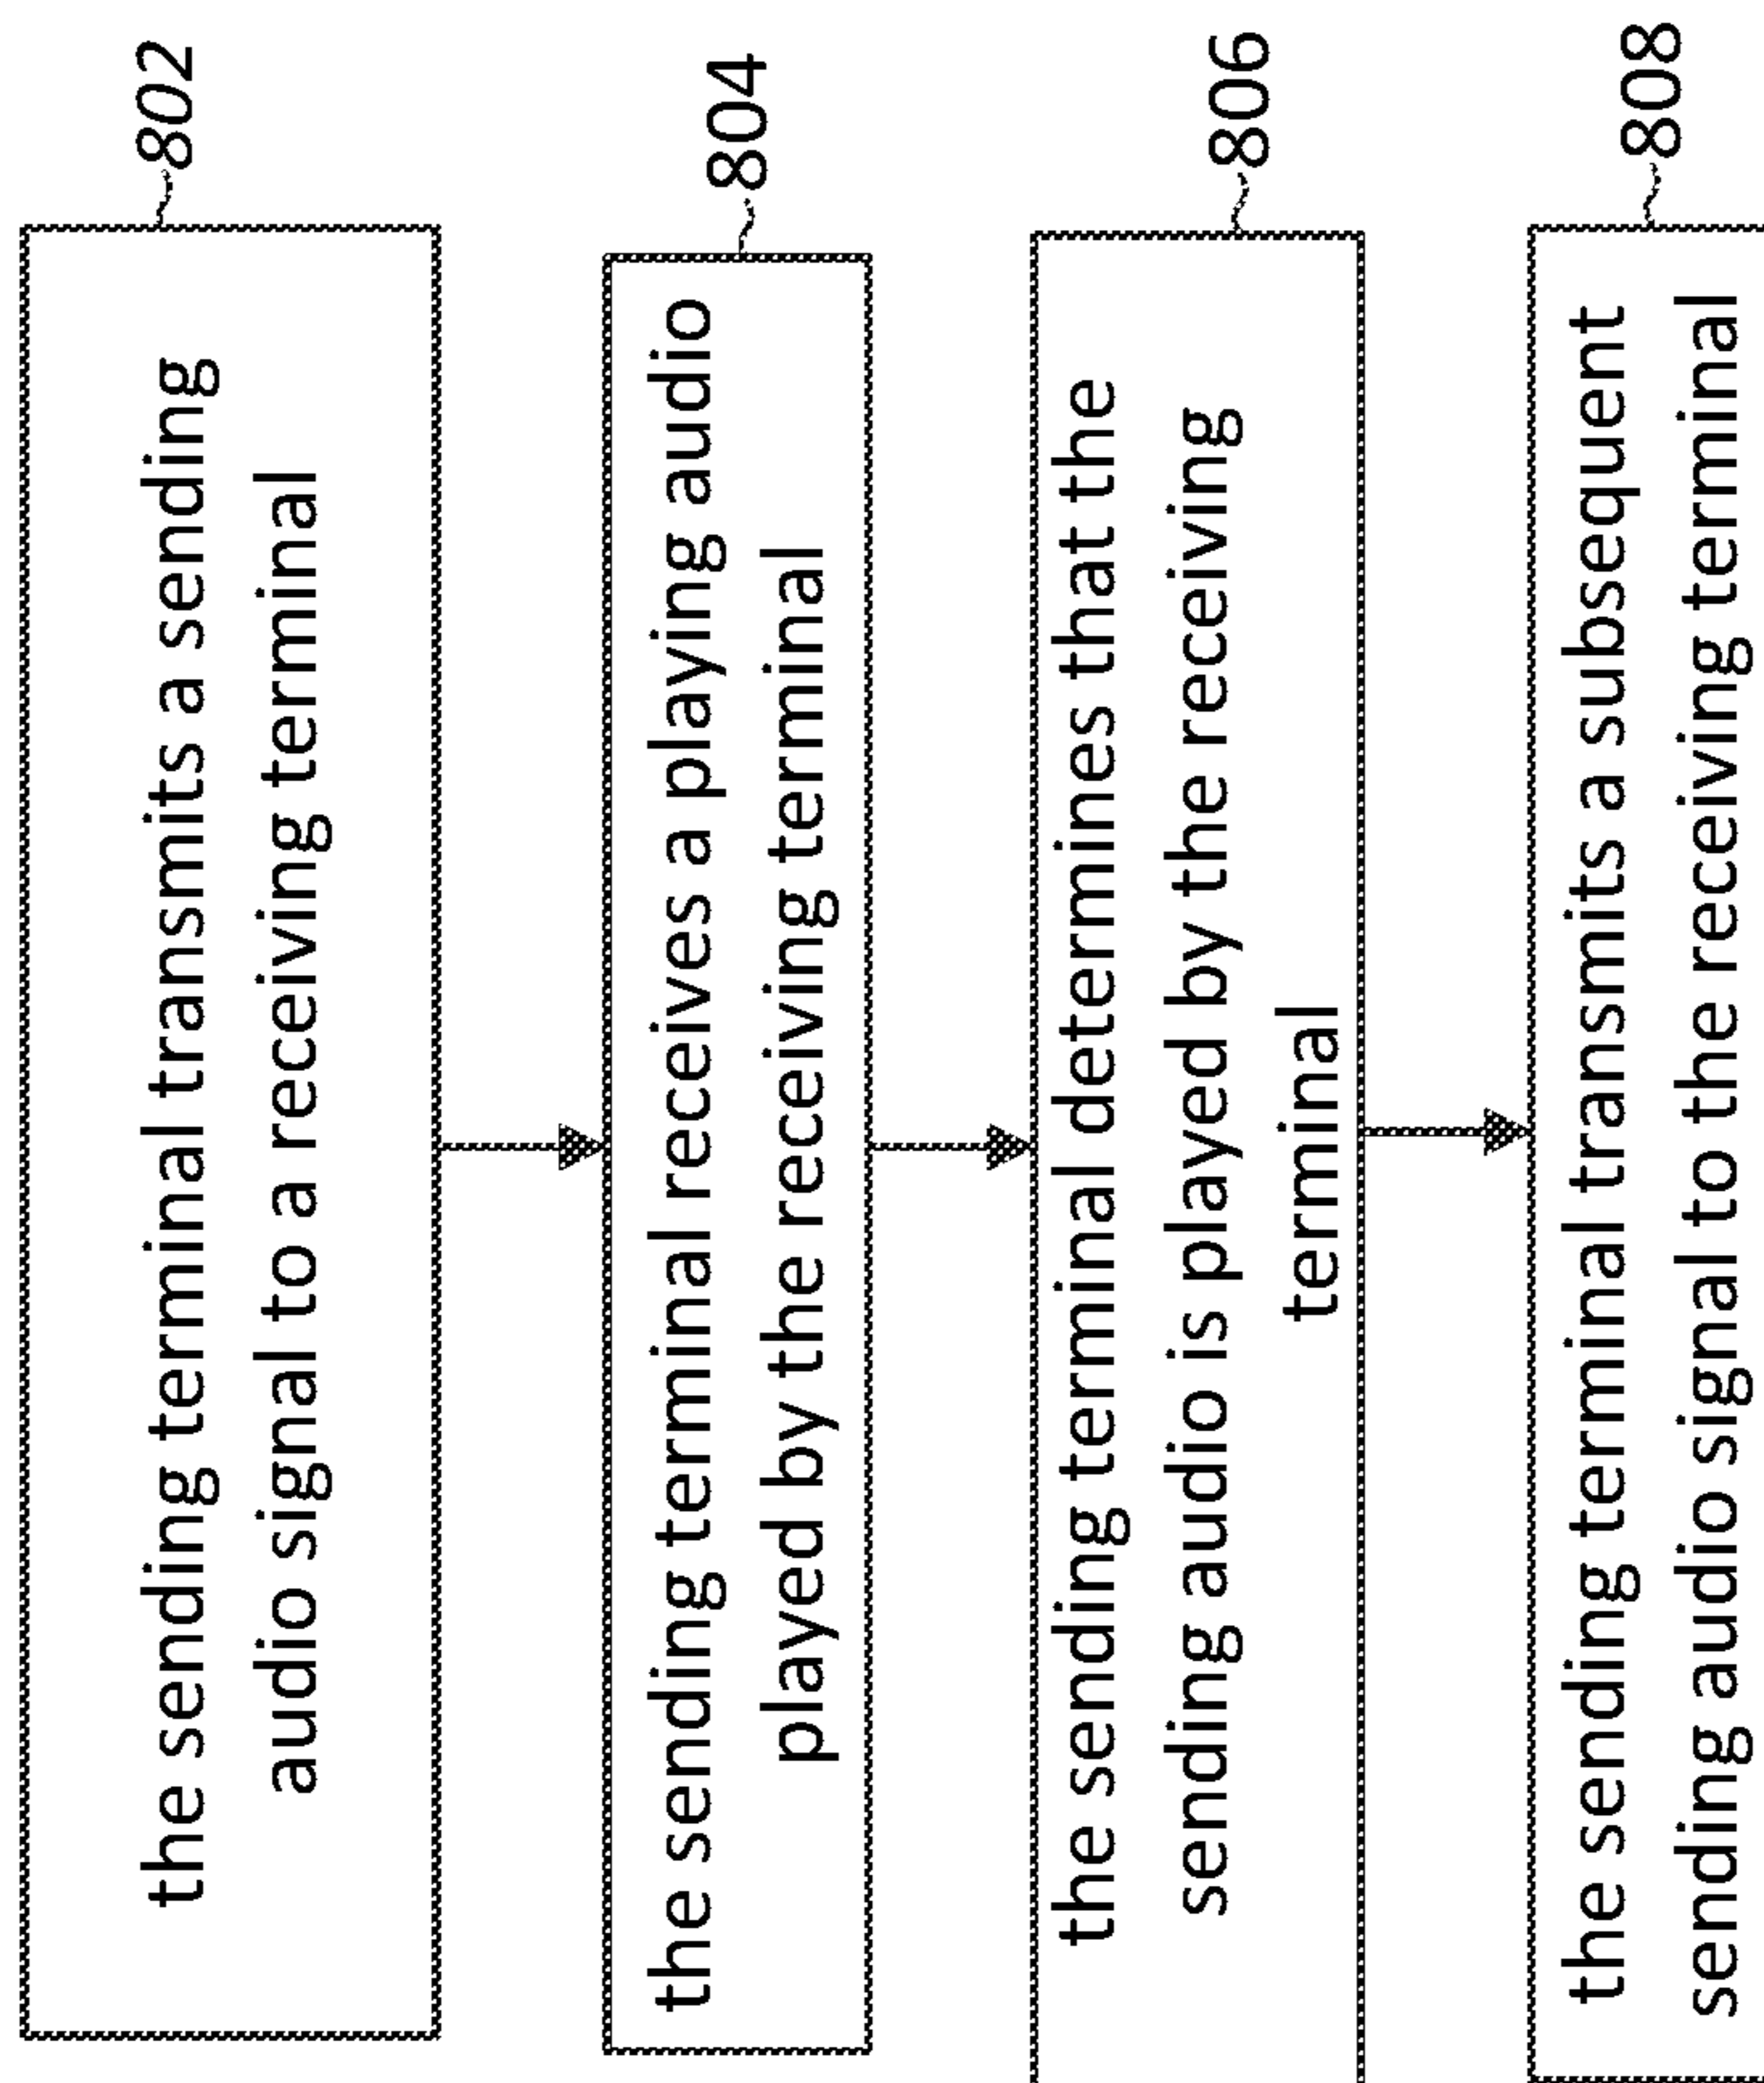 the sending terminal transmits a sending
audio signal to a receiving terminal
802
the sending terminal receives a playing audio
played by the receiving terminal
804
the sending terminal determines that the
sending audio is played by the receiving
terminal
806
the sending terminal transmits a subsequent
sending audio signal to the receiving terminal
808